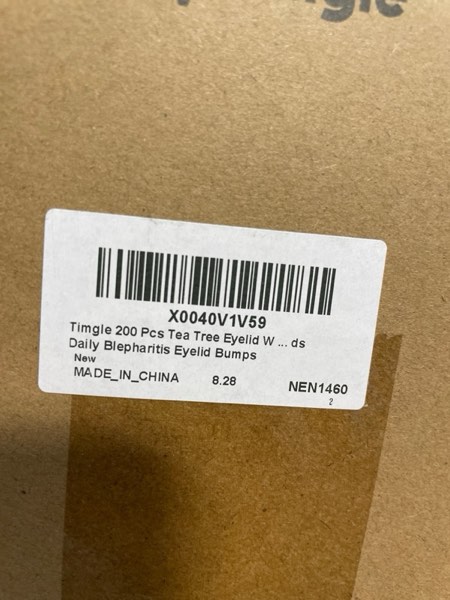 X0040V1V59
Timgle 200 Pcs Tea Tree Eyelid W ... ds
Daily Blepharitis Eyelid Bumps
New
MADE_IN_CHINA 8.28 NEN1460
2